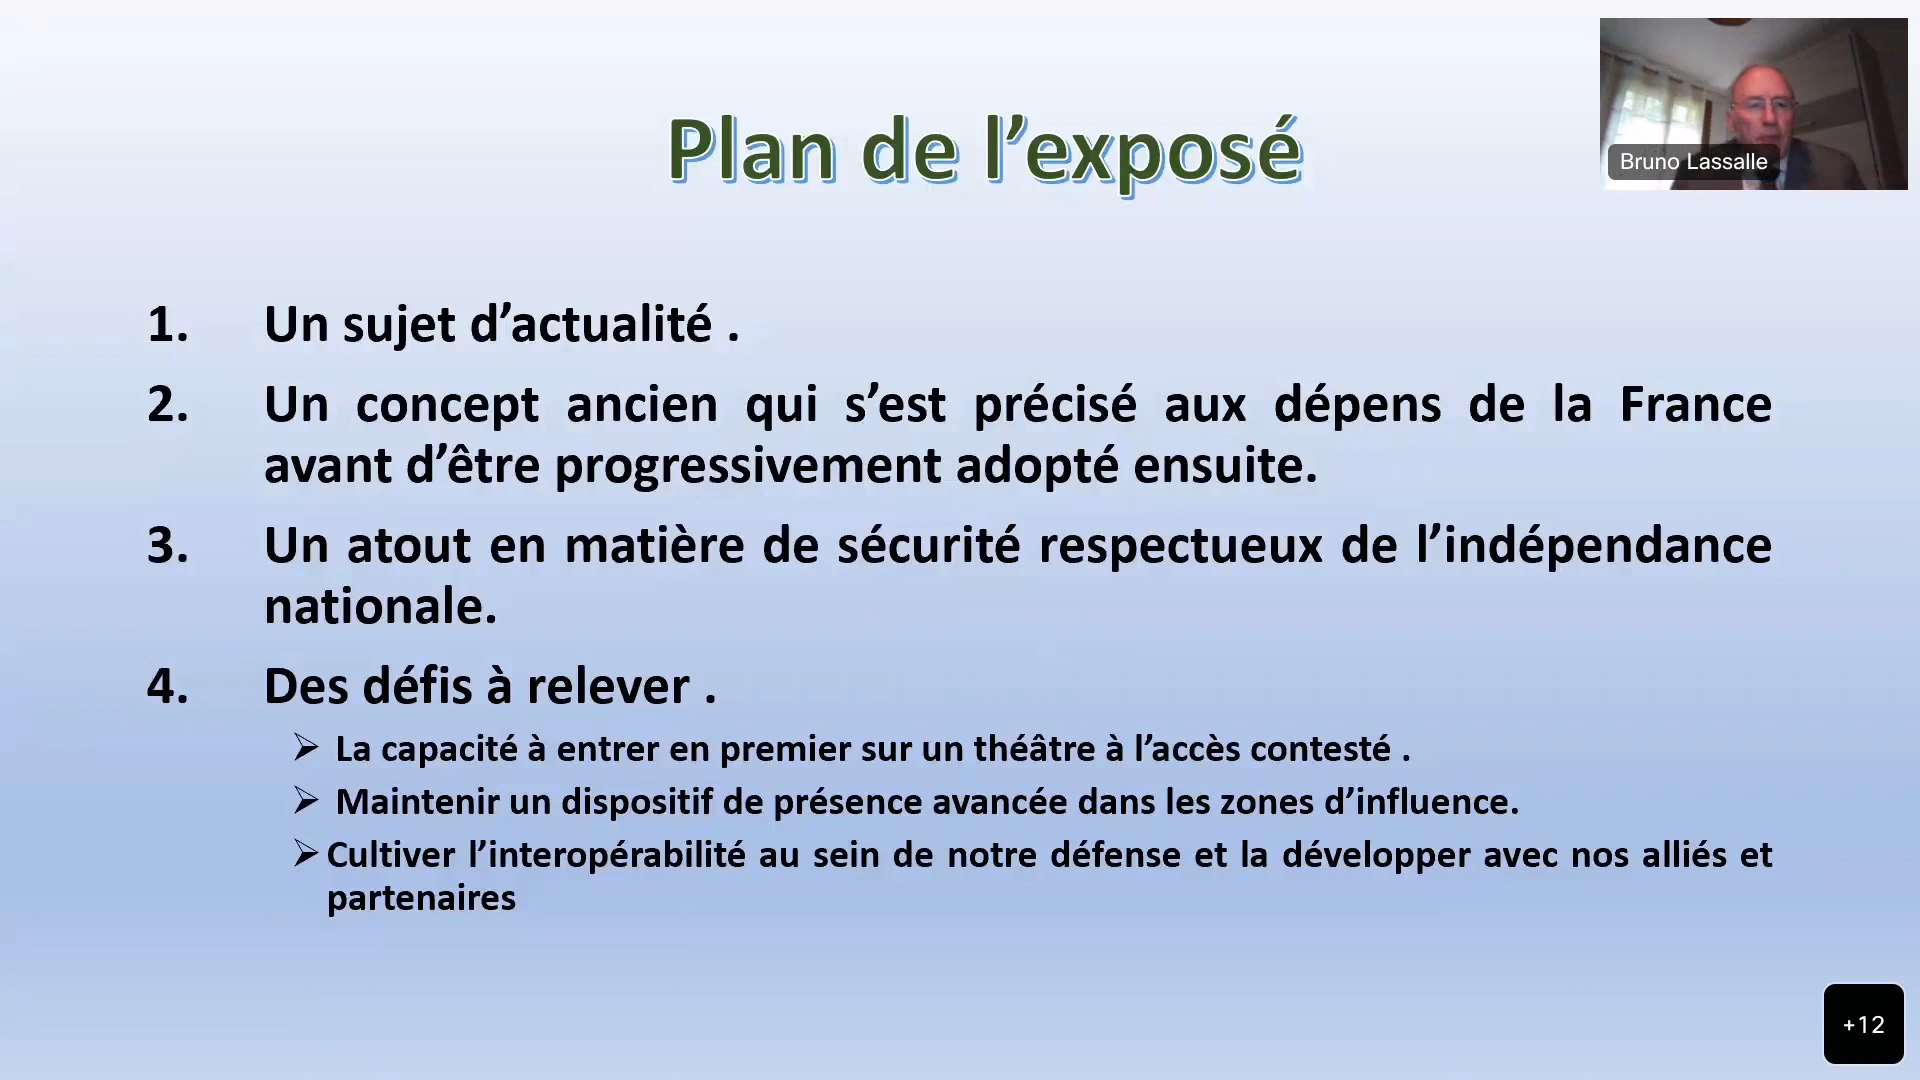 Plan de l’exposé
Bruno Lassalle
1. Un sujet d’actualité .
2. Un concept ancien qui s’est précisé aux dépens de la France
avant d’être progressivement adopté ensuite.
3. Un atout en matière de sécurité respectueux de l’indépendance
nationale.
4. Des défis à relever .
➢ La capacité à entrer en premier sur un théâtre à l’accès contesté .
➢ Maintenir un dispositif de présence avancée dans les zones d’influence.
➢ Cultiver l’interopérabilité au sein de notre défense et la développer avec nos alliés et
partenaires
+12